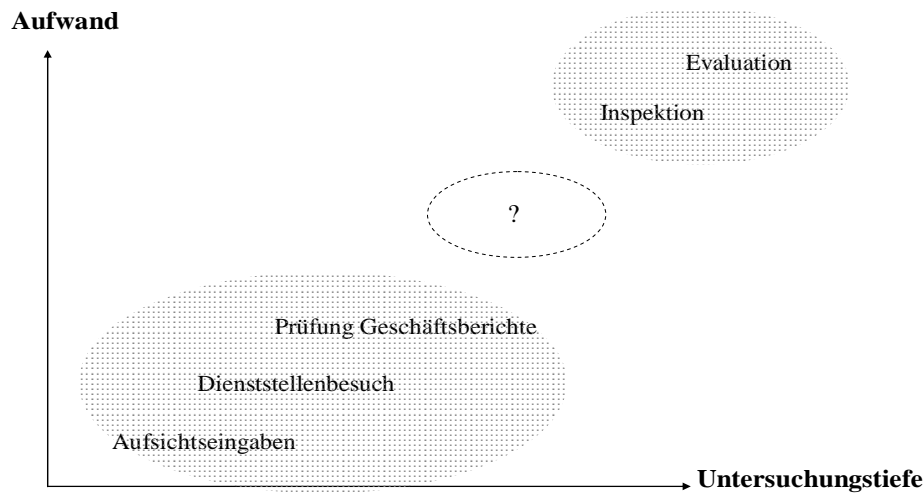 Aufwand
Evaluation
Inspektion
?
Prüfung Geschäftsberichte
Dienststellenbesuch
Aufsichtseingaben
Untersuchungstiefe